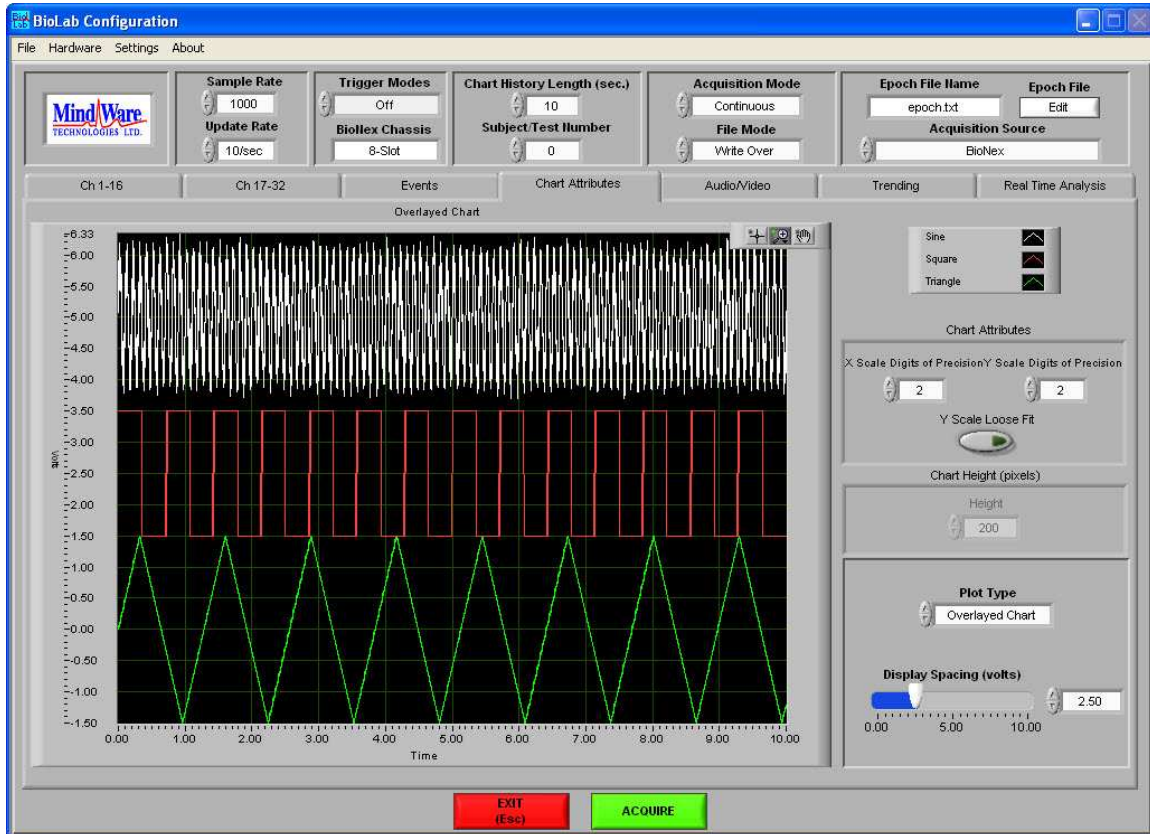 BioLab Configuration
File Hardware Settings About
MindWare
TECHNOLOGIES LTD.
Sample Rate
1000
Update Rate
10/sec
Trigger Modes
Off
BioNex Chassis
8-Slot
Chart History Length (sec.)
10
Subject/Test Number
0
Acquisition Mode
Continuous
File Mode
Write Over
Epoch File Name
epoch.txt
Epoch File
Edit
Acquisition Source
BioNex
Ch 1-16 Ch 17-32 Events Chart Attributes Audio/Video Trending Real Time Analysis
Overlayed Chart
6.33
6.00
5.50
5.00
4.50
4.00
3.50
3.00
2.50
2.00
1.50
1.00
0.50
0.00
-0.50
-1.00
-1.50
Volts
0.00 1.00 2.00 3.00 4.00 5.00 6.00 7.00 8.00 9.00 10.00
Time
Sine
Square
Triangle
Chart Attributes
X Scale Digits of Precision Y Scale Digits of Precision
2 2
Y Scale Loose Fit
Chart Height (pixels)
Height
200
Plot Type
Overlayed Chart
Display Spacing (volts)
2.50
0.00 5.00 10.00
EXIT
(Esc)
ACQUIRE